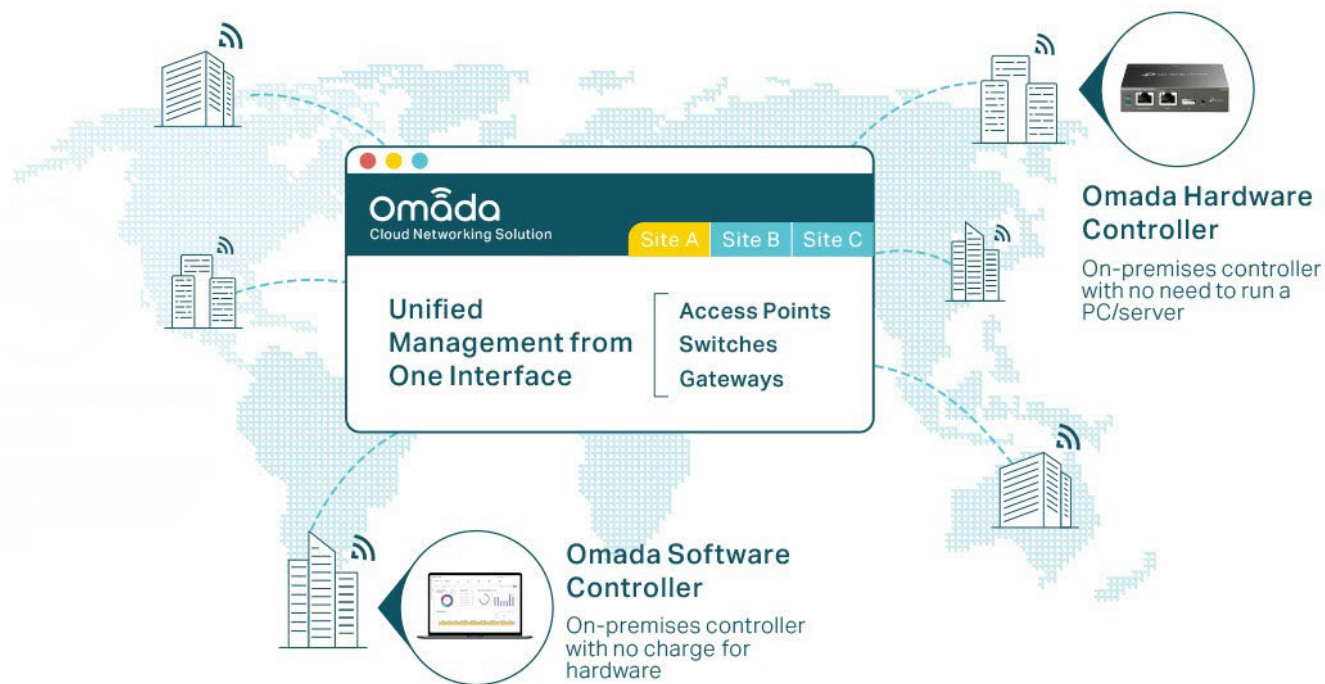 Omada
Cloud Networking Solution
Site A
Site B
Site C
Unified
Management from
One Interface
Access Points
Switches
Gateways
Omada Hardware
Controller
On-premises controller
with no need to run a
PC/server
Omada Software
Controller
On-premises controller
with no charge for
hardware